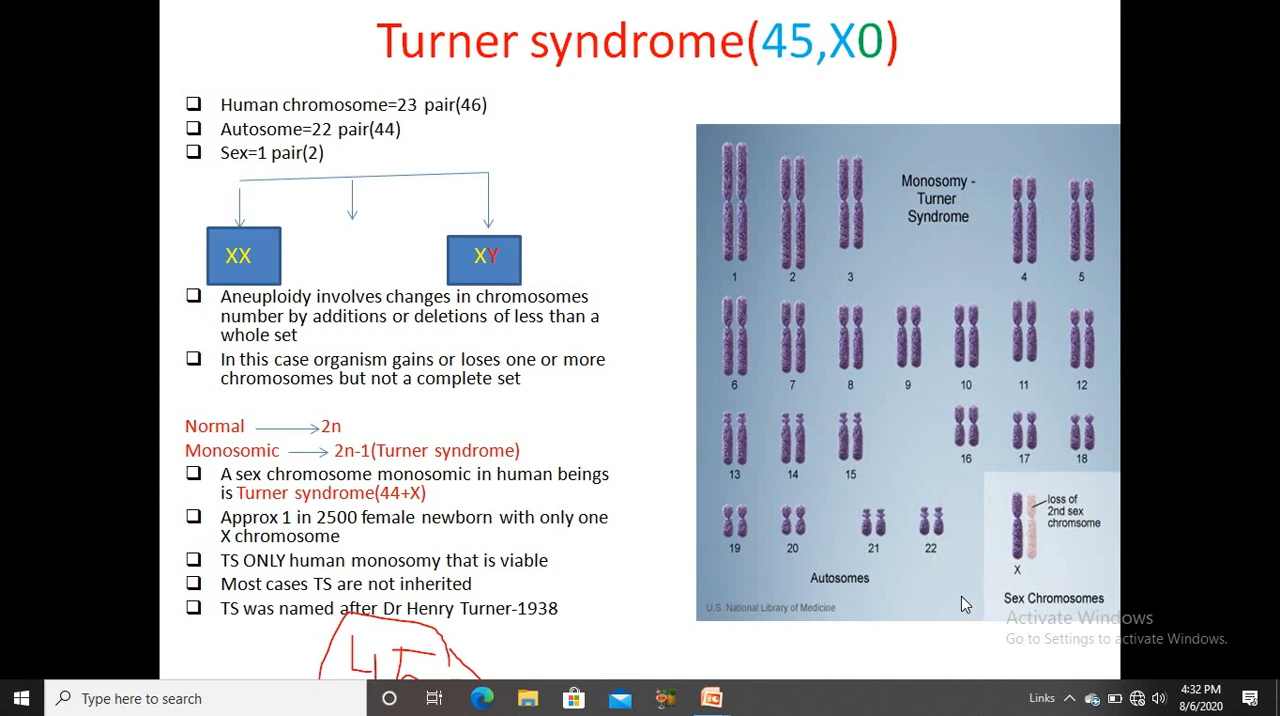 Turner syndrome(45,X0)
Human chromosome=23 pair(46)
Autosome=22 pair(44)
Sex=1 pair(2)
XX
XY
Aneuploidy involves changes in chromosomes
number by additions or deletions of less than a
whole set
In this case organism gains or loses one or more
chromosomes but not a complete set
Normal 2n
Monosomic 2n-1(Turner syndrome)
A sex chromosome monosomic in human beings
is Turner syndrome(44+X)
Approx 1 in 2500 female newborn with only one
X chromosome
TS ONLY human monosomy that is viable
Most cases TS are not inherited
TS was named after Dr Henry Turner-1938
45
Monosomy -
Turner
Syndrome
1 2 3 4 5
6 7 8 9 10 11 12
13 14 15 16 17 18
19 20 21 22
loss of
2nd sex
chromsome
X
Autosomes
Sex Chromosomes
U.S. National Library of Medicine
Activate Windows
Go to Settings to activate Windows.
Type here to search
Links
4:32 PM
8/6/2020